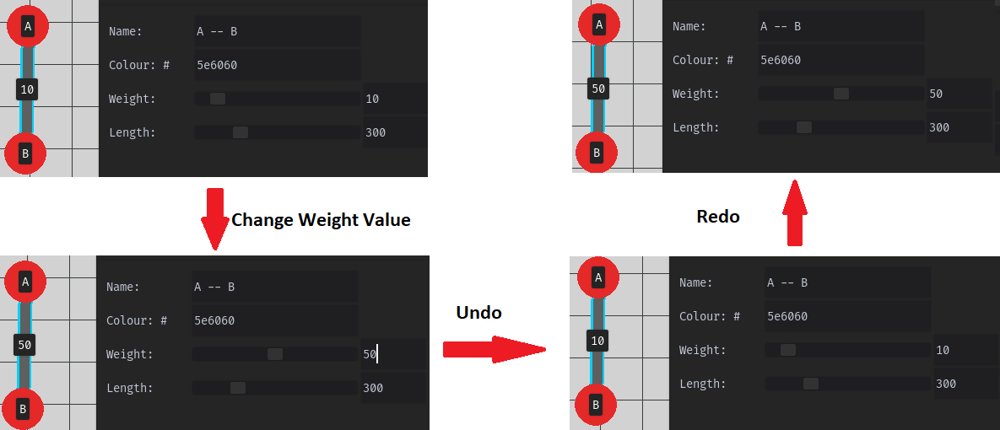 A
10
B
Name: A -- B
Colour: # 5e6060
Weight: 10
Length: 300
Change Weight Value
A
50
B
Name: A -- B
Colour: # 5e6060
Weight: 50
Length: 300
Undo
A
10
B
Name: A -- B
Colour: # 5e6060
Weight: 10
Length: 300
Redo
A
50
B
Name: A -- B
Colour: # 5e6060
Weight: 50
Length: 300